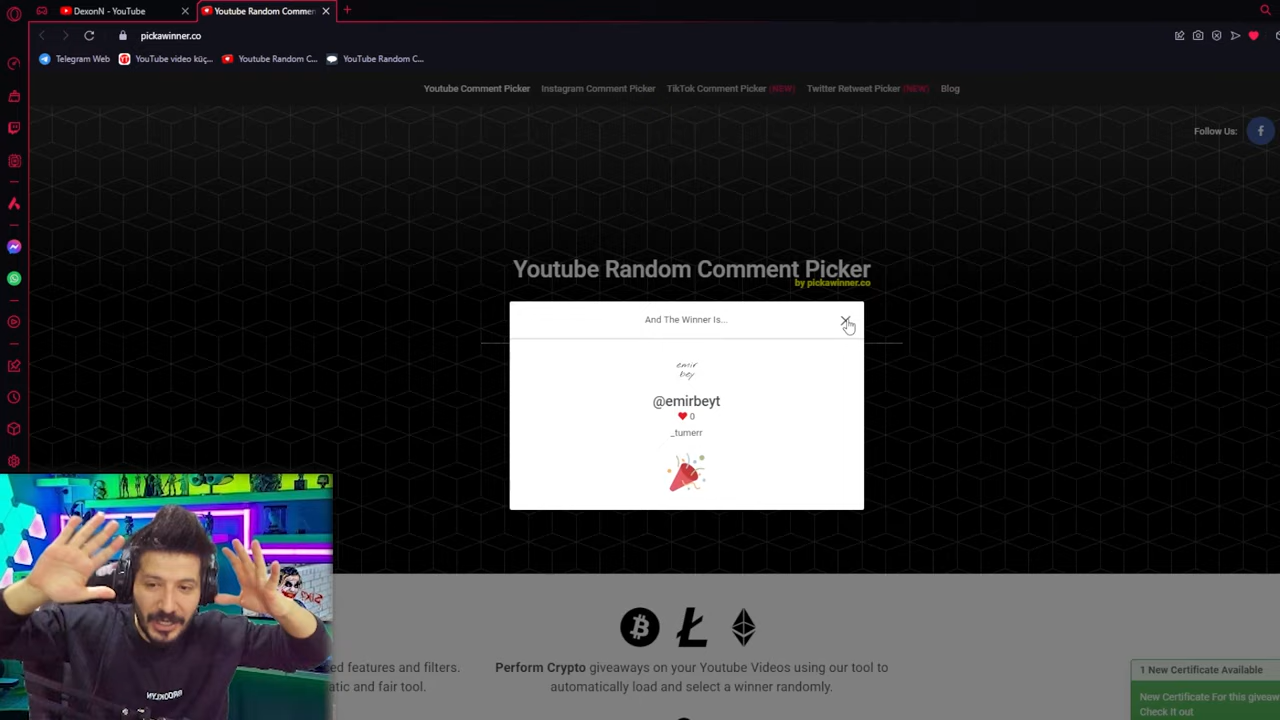 DexonN - YouTube
Youtube Random Commen
pickawinner.co
Telegram Web
YouTube video küç...
Youtube Random C...
YouTube Random C...
Youtube Comment Picker
Instagram Comment Picker
TikTok Comment Picker (NEW)
Twitter Retweet Picker (NEW)
Blog
Follow Us:
Youtube Random Comment Picker
by pickawinner.co
And The Winner Is...
emir
bey
@emirbeyt
0
_tumerr
ed features and filters.
atic and fair tool.
Perform Crypto giveaways on your Youtube Videos using our tool to
automatically load and select a winner randomly.
1 New Certificate Available
New Certificate For this giveaw
Check It out